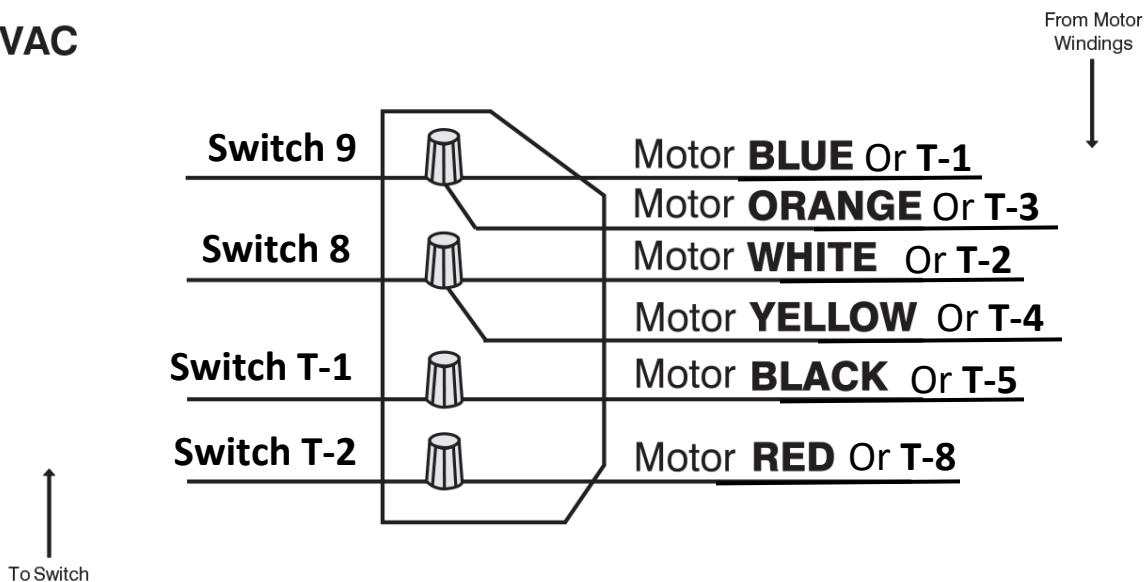 VAC
From Motor
Windings
Switch 9
Motor BLUE Or T-1
Motor ORANGE Or T-3
Switch 8
Motor WHITE Or T-2
Motor YELLOW Or T-4
Switch T-1
Motor BLACK Or T-5
Switch T-2
Motor RED Or T-8
To Switch